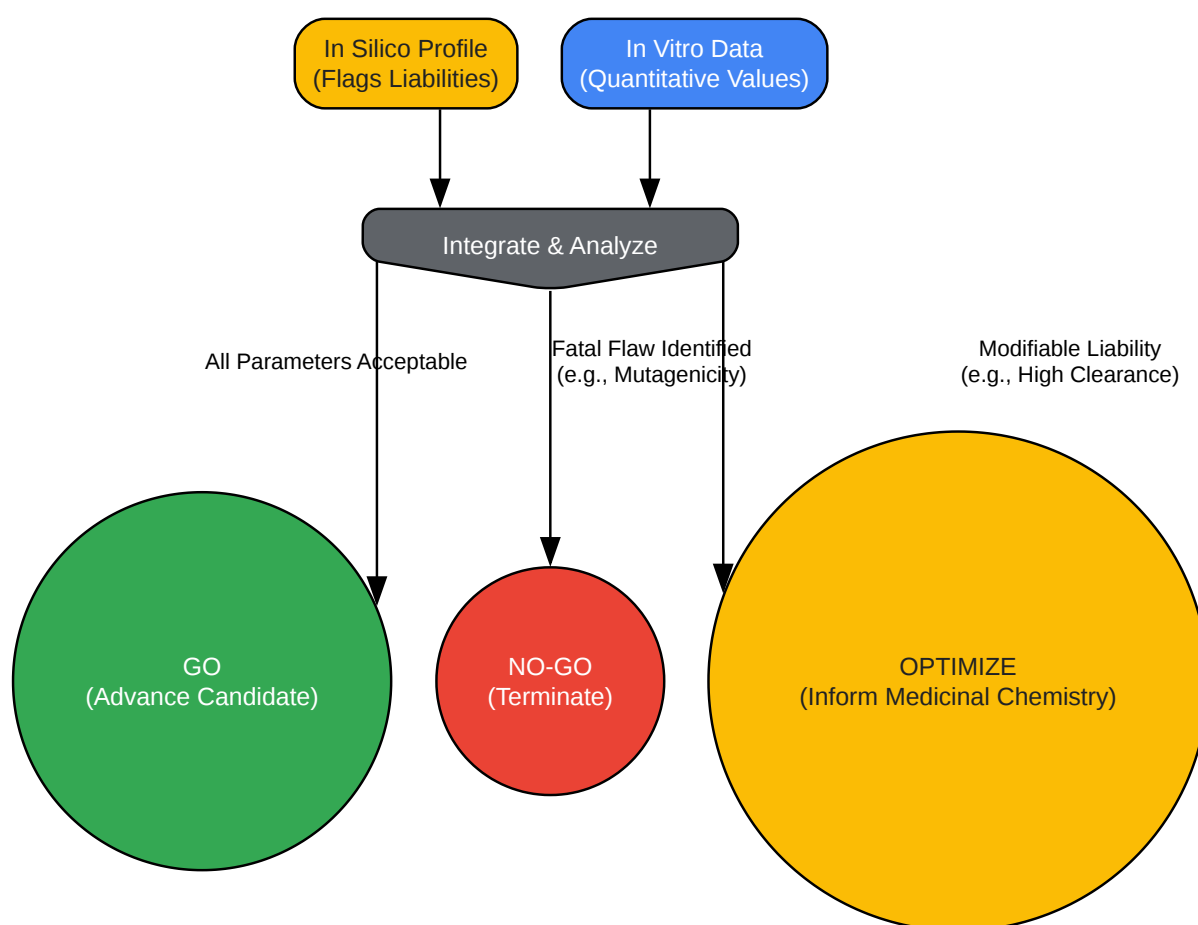 In Silico Profile
(Flags Liabilities)
In Vitro Data
(Quantitative Values)
Integrate & Analyze
All Parameters Acceptable
Fatal Flaw Identified
(e.g., Mutagenicity)
Modifiable Liability
(e.g., High Clearance)
GO
(Advance Candidate)
NO-GO
(Terminate)
OPTIMIZE
(Inform Medicinal Chemistry)